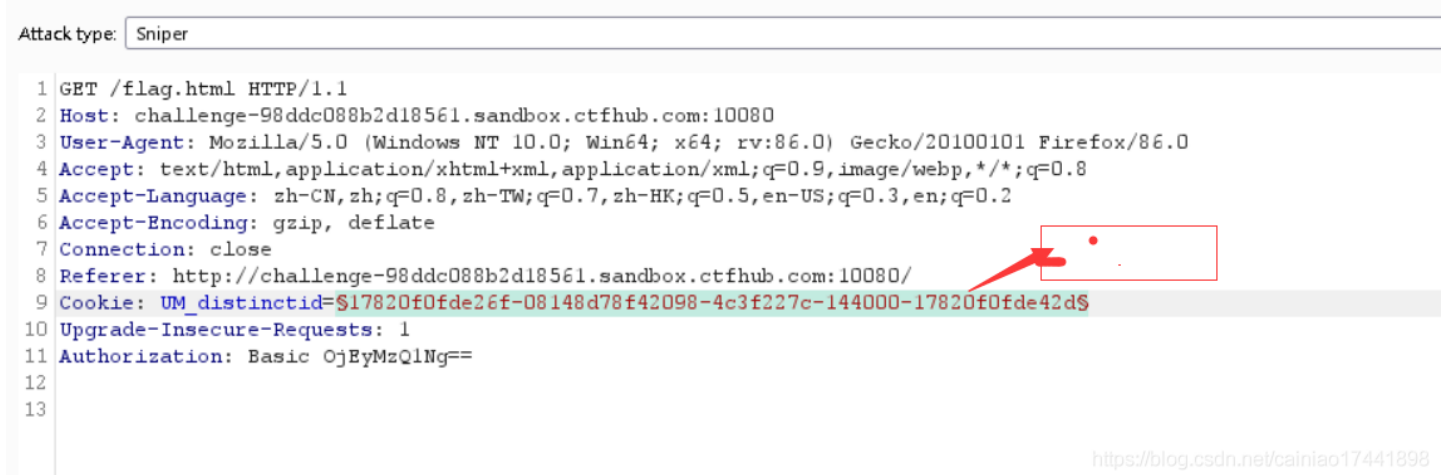 Attack type: Sniper
1 GET /flag.html HTTP/1.1
2 Host: challenge-98ddc088b2d18561.sandbox.ctfhub.com:10080
3 User-Agent: Mozilla/5.0 (Windows NT 10.0; Win64; x64; rv:86.0) Gecko/20100101 Firefox/86.0
4 Accept: text/html,application/xhtml+xml,application/xml;q=0.9,image/webp,*/*;q=0.8
5 Accept-Language: zh-CN,zh;q=0.8,zh-TW;q=0.7,zh-HK;q=0.5,en-US;q=0.3,en;q=0.2
6 Accept-Encoding: gzip, deflate
7 Connection: close
8 Referer: http://challenge-98ddc088b2d18561.sandbox.ctfhub.com:10080/
9 Cookie: UM_distinctid=§17820f0fde26f-08148d78f42098-4c3f227c-144000-17820f0fde42d§
10 Upgrade-Insecure-Requests: 1
11 Authorization: Basic OjEyMzQ1Ng==
12
13
https://blog.csdn.net/cainiao17441898